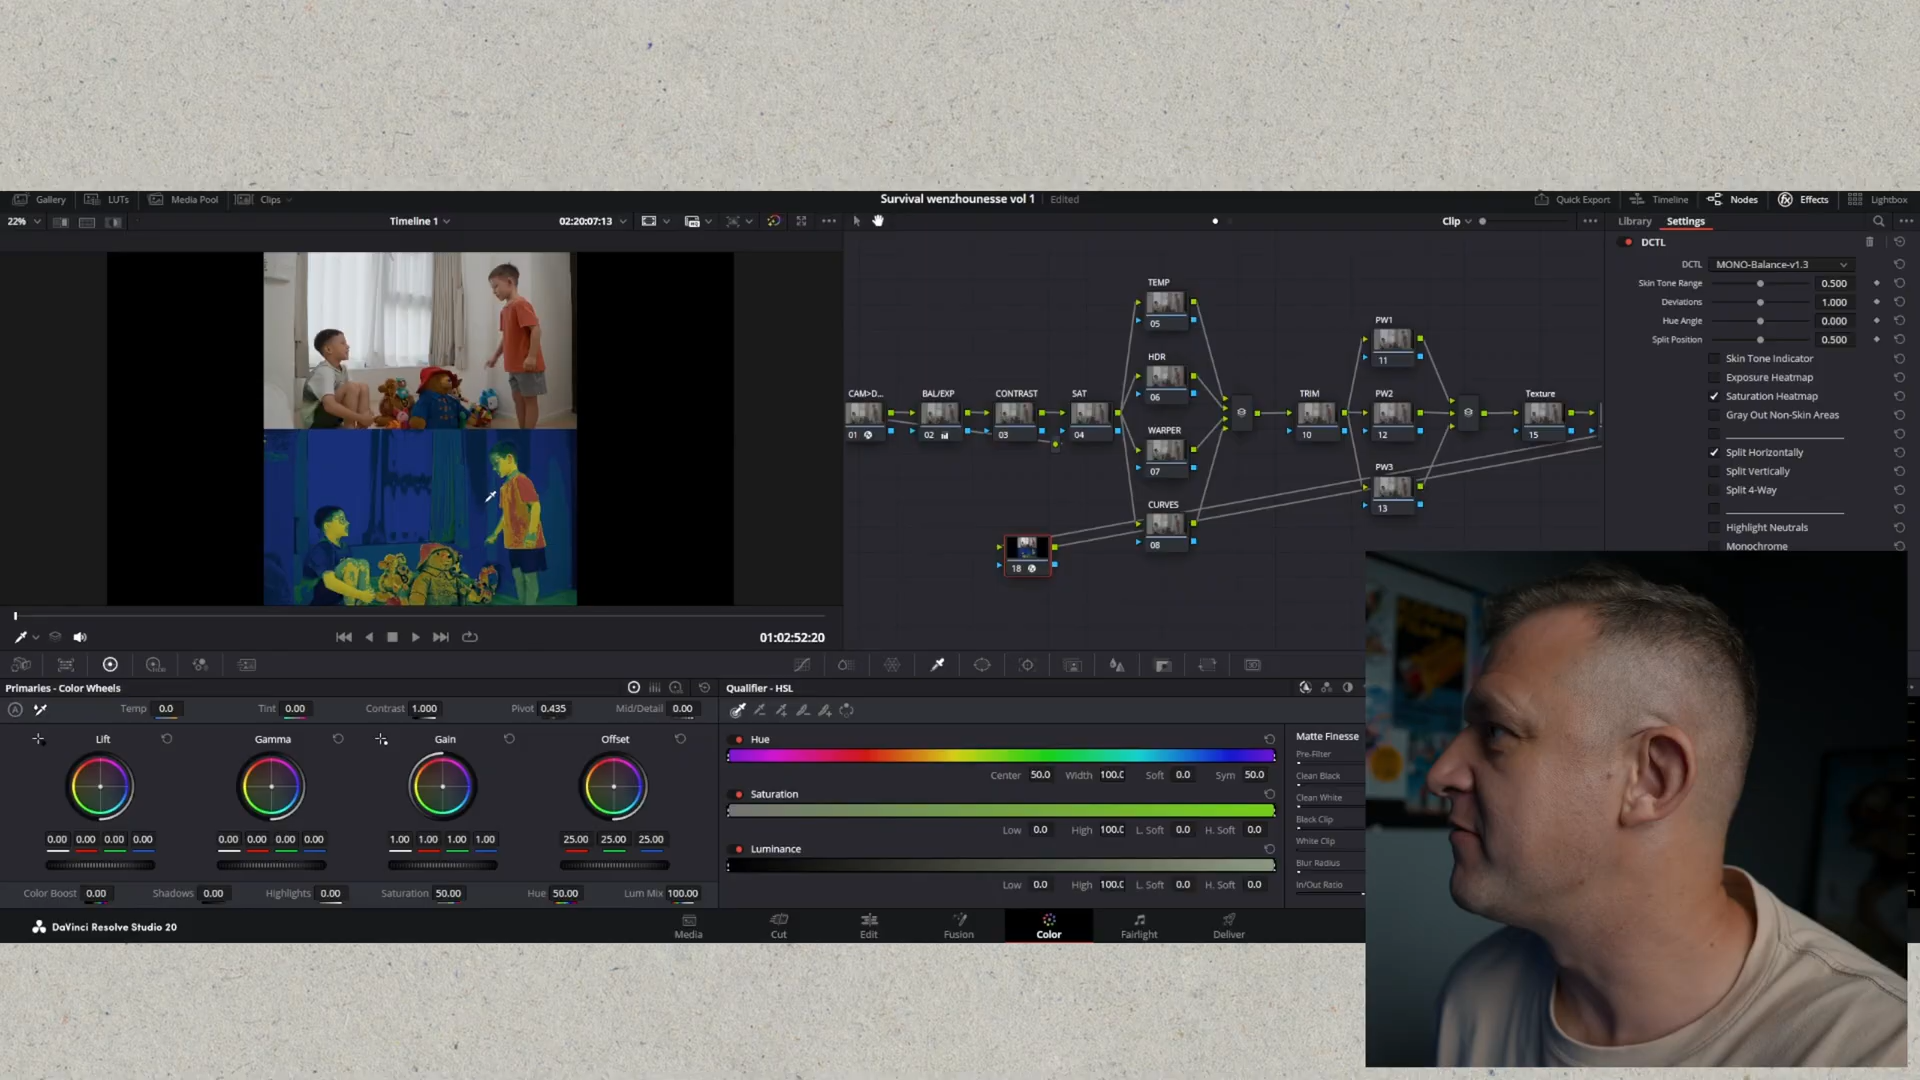 Gallery LUTs Media Pool Clips Survival wenzhounesse vol 1 Edited Quick Export Timeline Nodes Effects Lightbox
22% Timeline 1 02:20:07:13 Clip Library Settings
DCTL
DCTL MONO-Balance-v1.3
Skin Tone Range 0.500
Deviations 1.000
Hue Angle 0.000
Split Position 0.500
Skin Tone Indicator
Exposure Heatmap
Saturation Heatmap
Gray Out Non-Skin Areas
Split Horizontally
Split Vertically
Split 4-Way
Highlight Neutrals
Monochrome
TEMP
05
PW1
11
HDR
06
CAM>D... BAL/EXP CONTRAST SAT TRIM PW2 Texture
01 02 03 04 10 12 15
WARPER
07
PW3
13
CURVES
08
18
01:02:52:20
Primaries - Color Wheels
Temp 0.0 Tint 0.00 Contrast 1.000 Pivot 0.435 Mid/Detail 0.00
Lift Gamma Gain Offset
0.00 0.00 0.00 0.00 0.00 0.00 0.00 0.00 1.00 1.00 1.00 1.00 25.00 25.00 25.00
Color Boost 0.00 Shadows 0.00 Highlights 0.00 Saturation 50.00 Hue 50.00 Lum Mix 100.00
Qualifier - HSL
Hue
Center 50.0 Width 100.0 Soft 0.0 Sym 50.0
Saturation
Low 0.0 High 100.0 L. Soft 0.0 H. Soft 0.0
Luminance
Low 0.0 High 100.0 L. Soft 0.0 H. Soft 0.0
Matte Finesse
Pre-Filter
Clean Black
Clean White
Black Clip
White Clip
Blur Radius
In/Out Ratio
DaVinci Resolve Studio 20 Media Cut Edit Fusion Color Fairlight Deliver